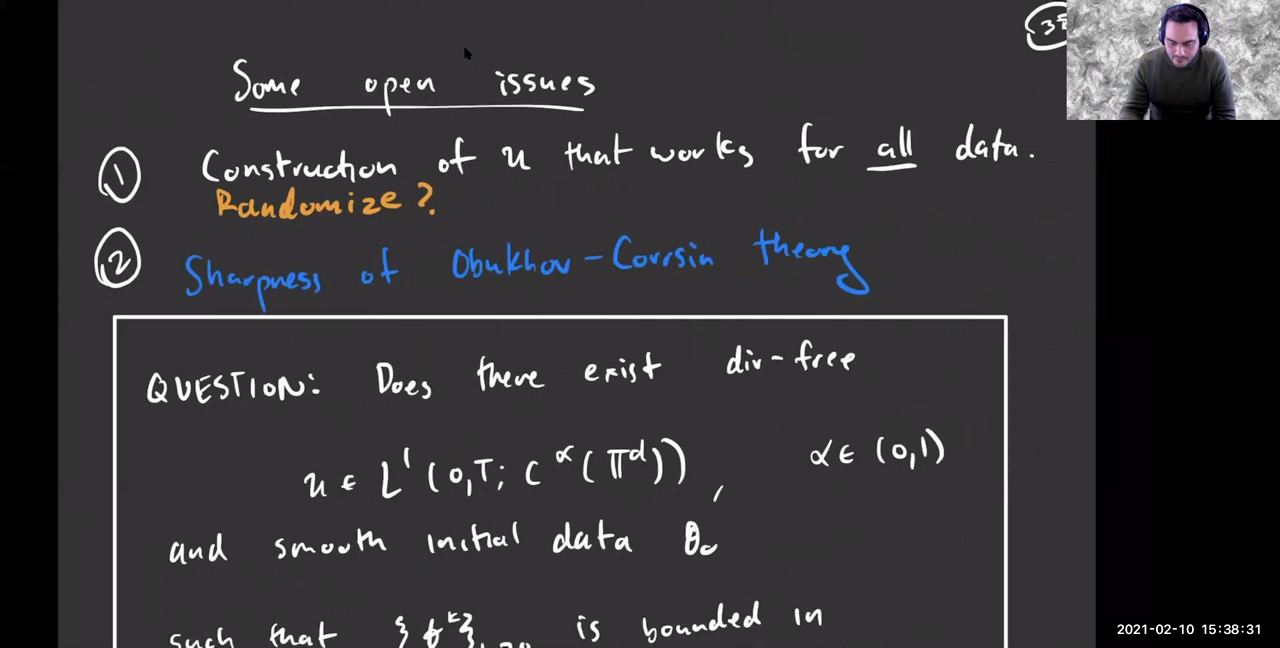 Some open issues
① Construction of u that works for all data.
Randomize?
② Sharpness of Obukhov-Corrsin theory
QUESTION: Does there exist div-free
u ∈ L¹(0,T; C^α(𝕋^d)), α ∈ (0,1)
and smooth initial data θ₀
such that is bounded in
2021-02-10 15:38:31